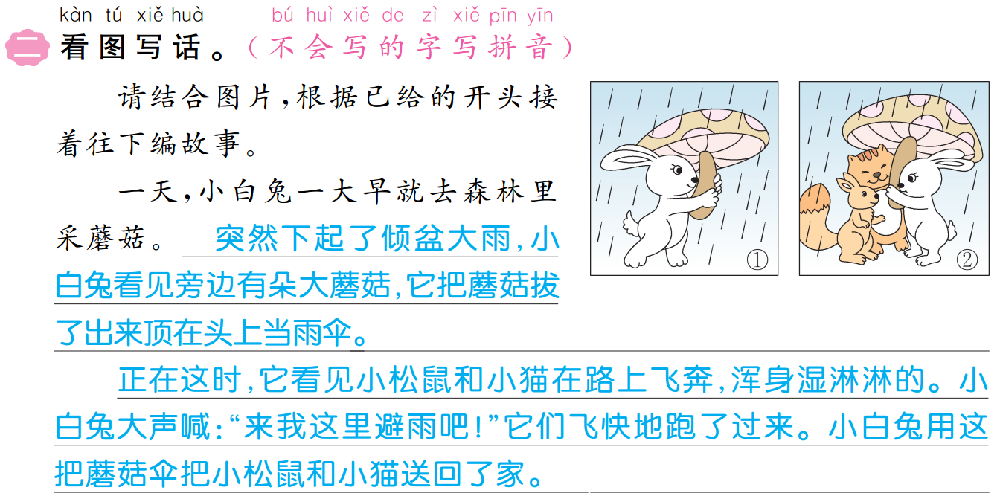 kàn tú xiě huà bú huì xiě de zì xiě pīn yīn
二 看图写话。（不会写的字写拼音）
请结合图片，根据已给的开头接
着往下编故事。
一天，小白兔一大早就去森林里
采蘑菇。 突然下起了倾盆大雨，小
白兔看见旁边有朵大蘑菇，它把蘑菇拔
了出来顶在头上当雨伞。
① ②
正在这时，它看见小松鼠和小猫在路上飞奔，浑身湿淋淋的。小
白兔大声喊：“来我这里避雨吧！”它们飞快地跑了过来。小白兔用这
把蘑菇伞把小松鼠和小猫送回了家。